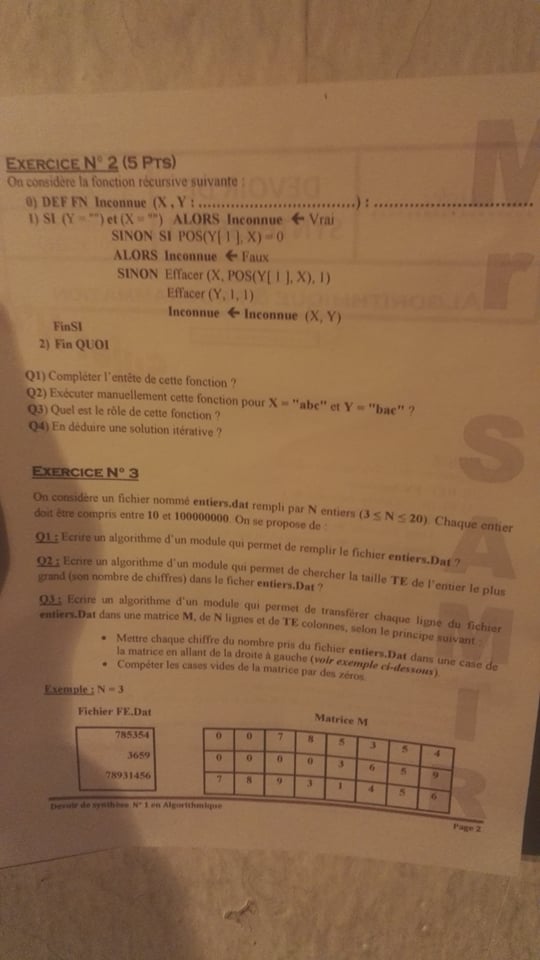 EXERCICE N° 2 (5 PTS)
On considère la fonction récursive suivante :
0) DEF FN Inconnue (X , Y : ..............................) : ..............................
1) SI (Y = "") et (X = "") ALORS Inconnue ← Vrai
SINON SI POS(Y[ 1 ], X) = 0
ALORS Inconnue ← Faux
SINON Effacer (X, POS(Y[ 1 ], X), 1)
Effacer (Y, 1, 1)
Inconnue ← Inconnue (X, Y)
FinSI
2) Fin QUOI
Q1) Compléter l'entête de cette fonction ?
Q2) Exécuter manuellement cette fonction pour X = "abc" et Y = "bac" ?
Q3) Quel est le rôle de cette fonction ?
Q4) En déduire une solution itérative ?
EXERCICE N° 3
On considère un fichier nommé entiers.dat rempli par N entiers (3 ≤ N ≤ 20). Chaque entier
doit être compris entre 10 et 100000000. On se propose de :
Q1 : Ecrire un algorithme d'un module qui permet de remplir le fichier entiers.Dat ?
Q2 : Ecrire un algorithme d'un module qui permet de chercher la taille TE de l'entier le plus
grand (son nombre de chiffres) dans le ficher entiers.Dat ?
Q3 : Ecrire un algorithme d'un module qui permet de transférer chaque ligne du fichier
entiers.Dat dans une matrice M, de N lignes et de TE colonnes, selon le principe suivant :
• Mettre chaque chiffre du nombre pris du fichier entiers.Dat dans une case de
la matrice en allant de la droite à gauche (voir exemple ci-dessous)
• Compéter les cases vides de la matrice par des zéros.
Exemple : N = 3
Fichier FE.Dat
Matrice M
785354
3659
78931456
0 0 7 8 5 3 5 4
0 0 0 0 3 6 5 9
7 8 9 3 1 4 5 6
Devoir de synthèse N° 1 en Algorithmique
Page 2
Mr SAMIR